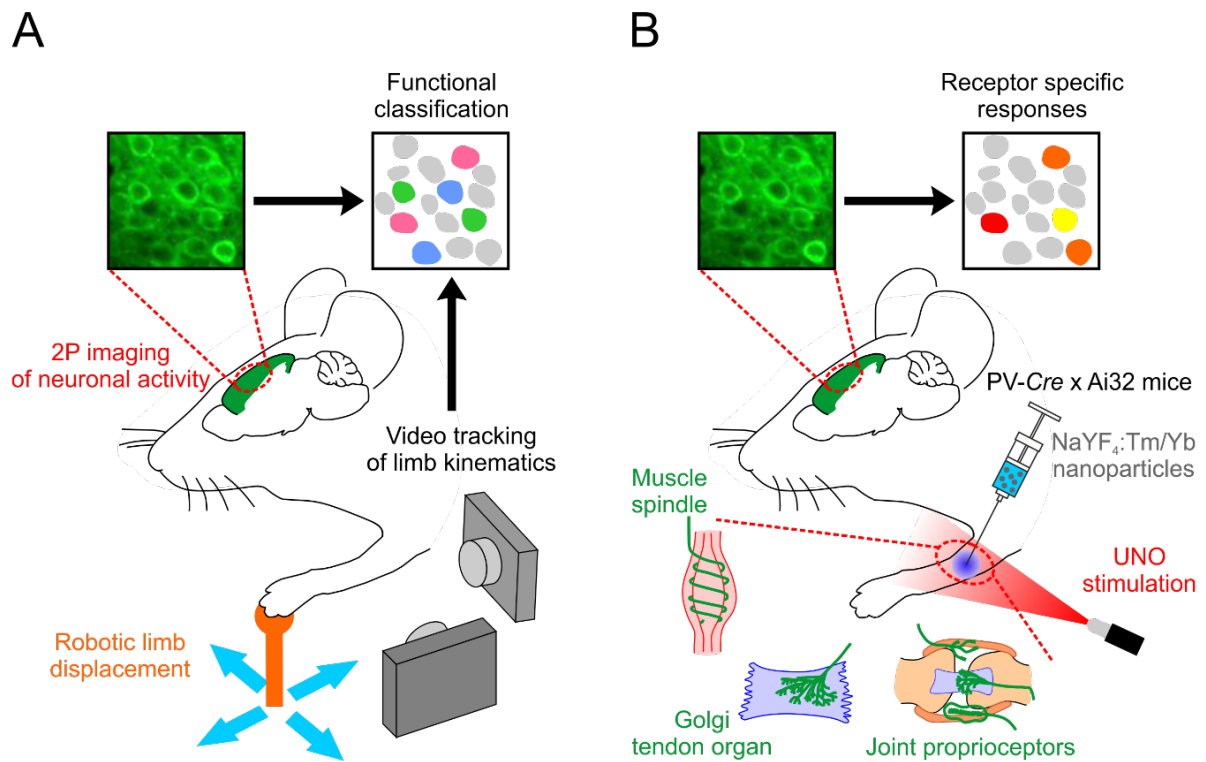 A
Functional
classification
2P imaging
of neuronal activity
Video tracking
of limb kinematics
Robotic limb
displacement
B
Receptor specific
responses
PV-Cre x Ai32 mice
NaYF₄:Tm/Yb
nanoparticles
Muscle
spindle
UNO
stimulation
Golgi
tendon organ
Joint proprioceptors